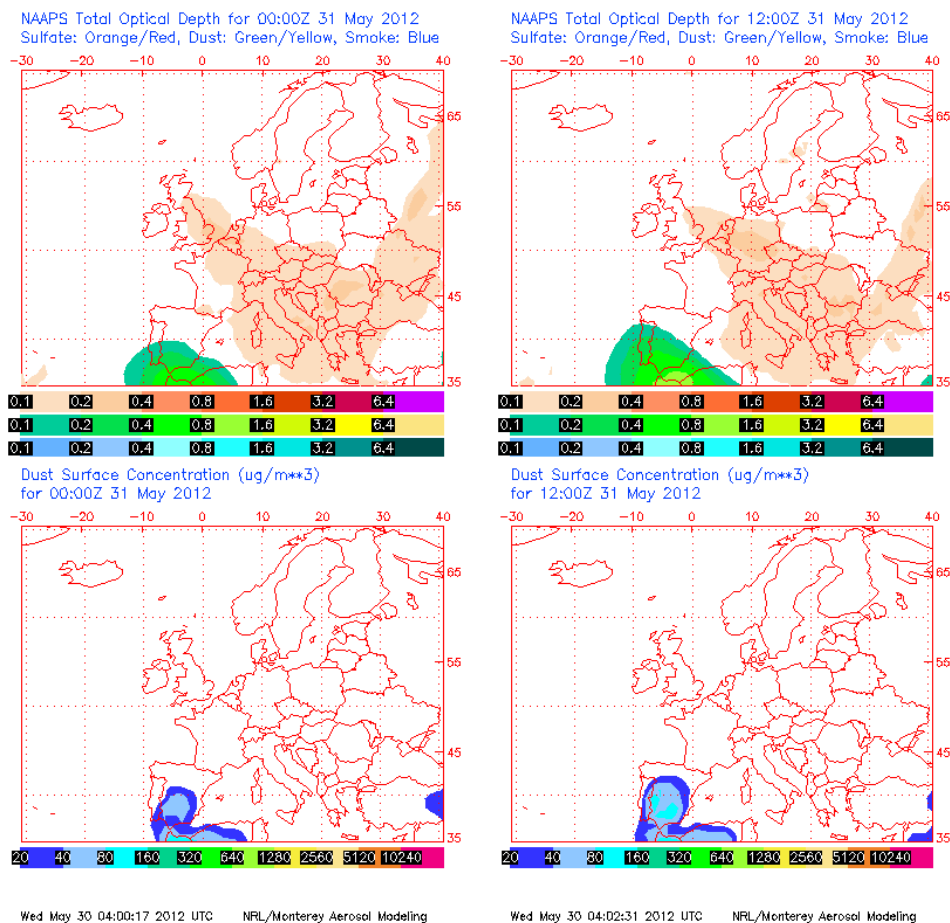 NAAPS Total Optical Depth for 00:00Z 31 May 2012
Sulfate: Orange/Red, Dust: Green/Yellow, Smoke: Blue
-30 -20 -10 0 10 20 30 40
65
55
45
35
0.1 0.2 0.4 0.8 1.6 3.2 6.4
0.1 0.2 0.4 0.8 1.6 3.2 6.4
0.1 0.2 0.4 0.8 1.6 3.2 6.4
NAAPS Total Optical Depth for 12:00Z 31 May 2012
Sulfate: Orange/Red, Dust: Green/Yellow, Smoke: Blue
-30 -20 -10 0 10 20 30 40
65
55
45
35
0.1 0.2 0.4 0.8 1.6 3.2 6.4
0.1 0.2 0.4 0.8 1.6 3.2 6.4
0.1 0.2 0.4 0.8 1.6 3.2 6.4
Dust Surface Concentration (ug/m**3)
for 00:00Z 31 May 2012
-30 -20 -10 0 10 20 30 40
65
55
45
35
20 40 80 160 320 640 1280 2560 5120 10240
Dust Surface Concentration (ug/m**3)
for 12:00Z 31 May 2012
-30 -20 -10 0 10 20 30 40
65
55
45
35
20 40 80 160 320 640 1280 2560 5120 10240
Wed May 30 04:00:17 2012 UTC NRL/Monterey Aerosol Modeling
Wed May 30 04:02:31 2012 UTC NRL/Monterey Aerosol Modeling